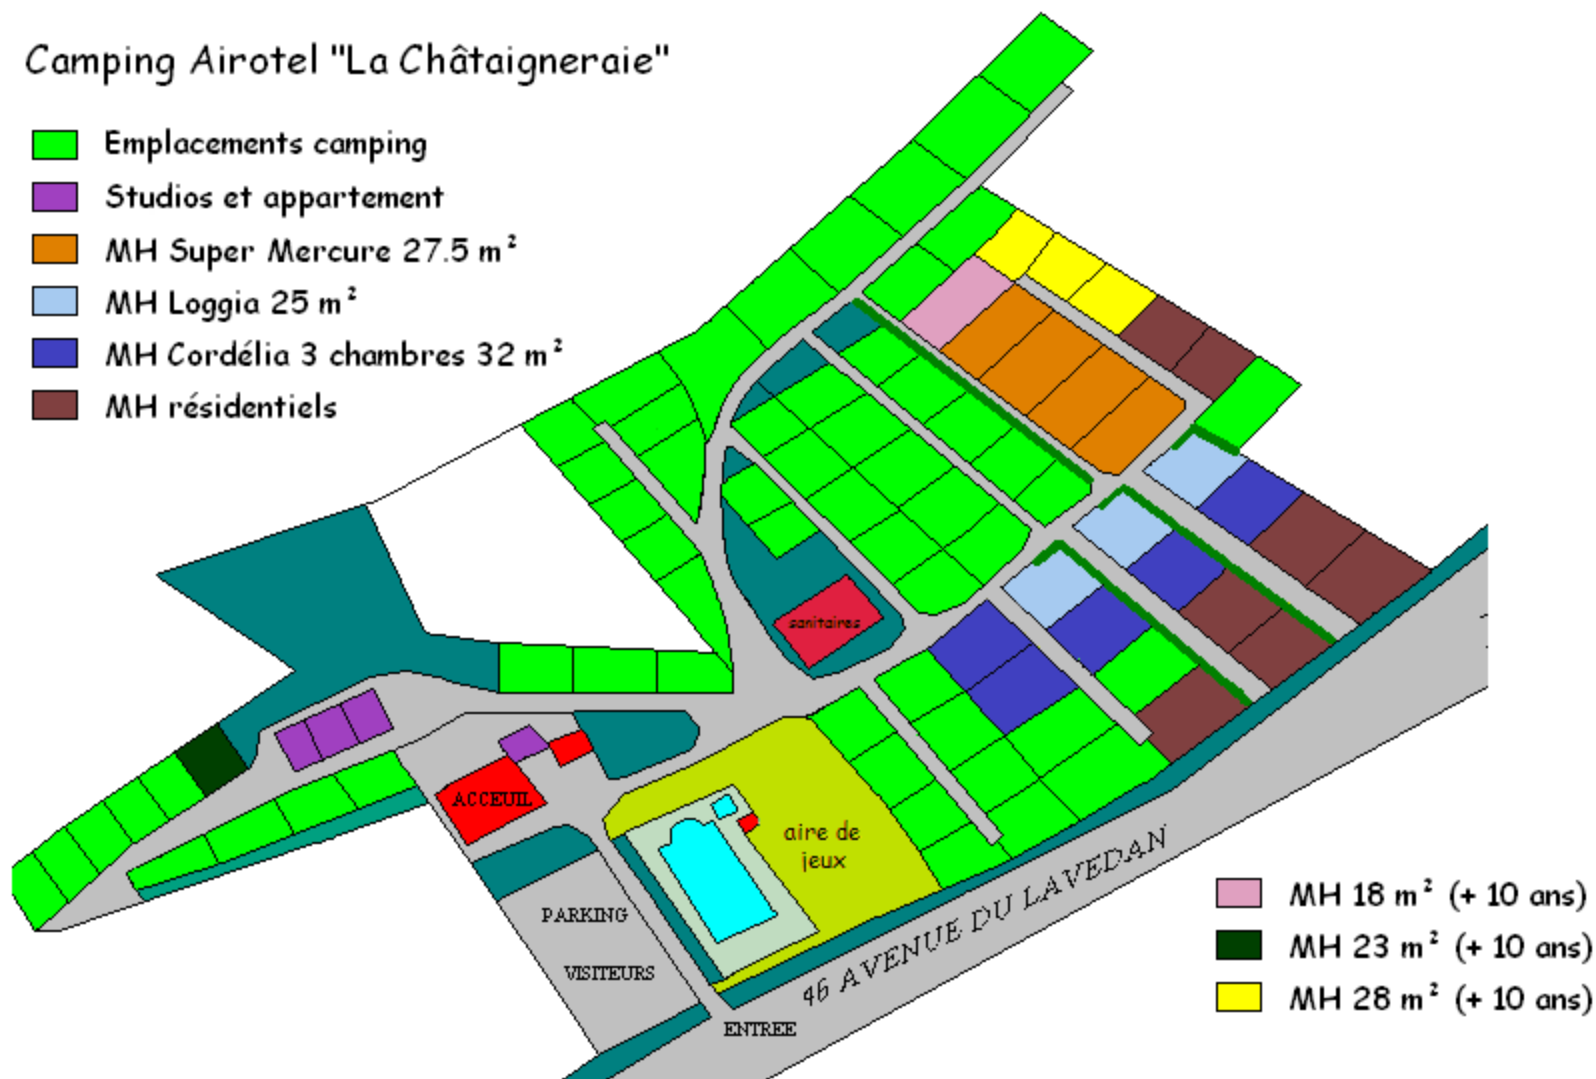 Camping Airotel "La Châtaigneraie"
Emplacements camping
Studios et appartement
MH Super Mercure 27.5 m²
MH Loggia 25 m²
MH Cordélia 3 chambres 32 m²
MH résidentiels
sanitaires
ACCEUIL
aire de
jeux
PARKING
VISITEURS
ENTREE
46 AVENUE DU LAVEDAN
MH 18 m² (+ 10 ans)
MH 23 m² (+ 10 ans)
MH 28 m² (+ 10 ans)